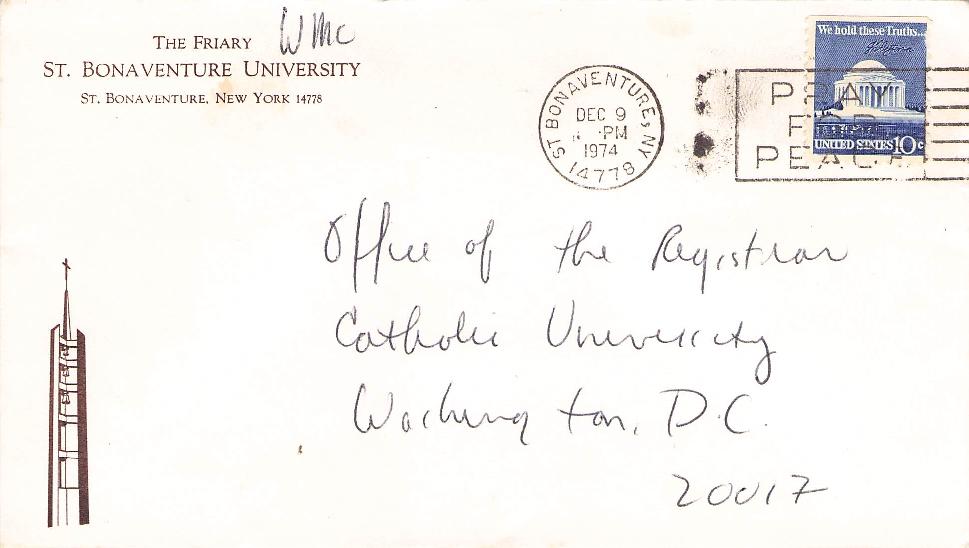 The Friary WMc
St. Bonaventure University
St. Bonaventure, New York 14778
ST BONAVENTURE, NY
DEC 9
PM
1974
14778
We hold these Truths...
PRAY
FOR
PEACE
UNITED STATES 10c
Office of the Registrar
Catholic University
Washington, D.C.
20017